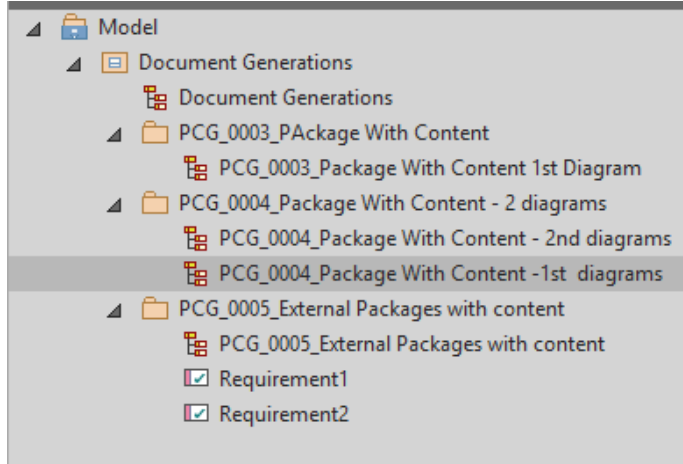 Model
Document Generations
Document Generations
PCG_0003_PAckage With Content
PCG_0003_Package With Content 1st Diagram
PCG_0004_Package With Content - 2 diagrams
PCG_0004_Package With Content - 2nd diagrams
PCG_0004_Package With Content -1st  diagrams
PCG_0005_External Packages with content
PCG_0005_External Packages with content
Requirement1
Requirement2